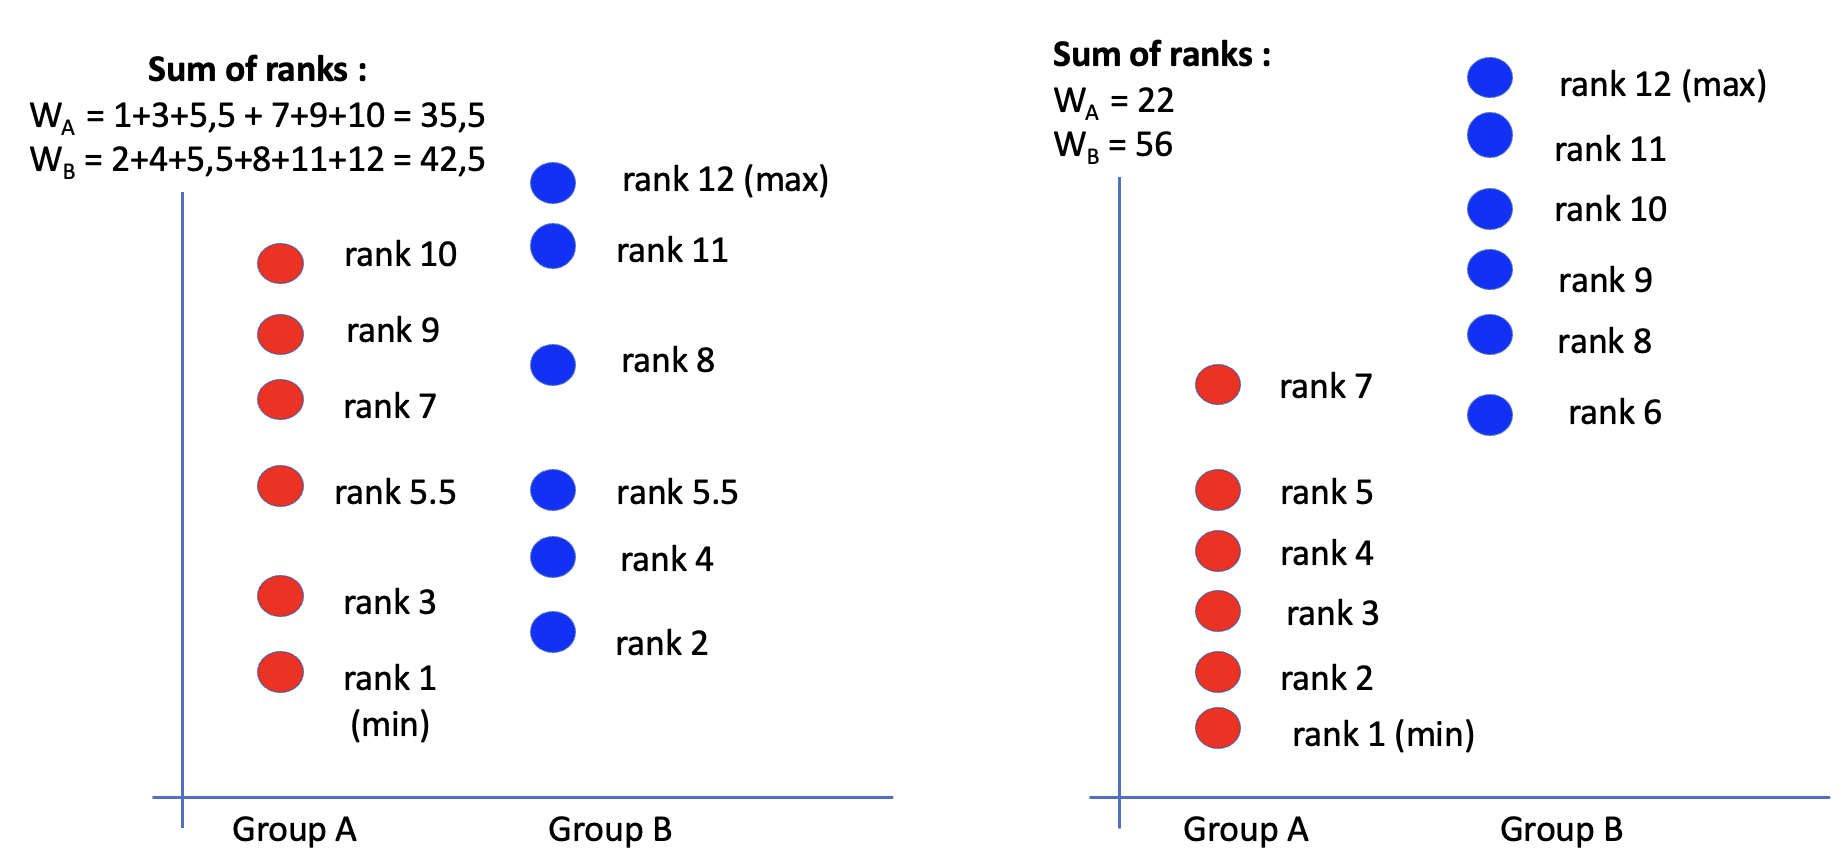 Sum of ranks :
WA = 1+3+5,5 + 7+9+10 = 35,5
WB = 2+4+5,5+8+11+12 = 42,5
rank 12 (max)
rank 11
rank 10
rank 9
rank 8
rank 7
rank 5.5
rank 5.5
rank 4
rank 3
rank 2
rank 1
(min)
Group A
Group B
Sum of ranks :
WA = 22
WB = 56
rank 12 (max)
rank 11
rank 10
rank 9
rank 8
rank 7
rank 6
rank 5
rank 4
rank 3
rank 2
rank 1 (min)
Group A
Group B